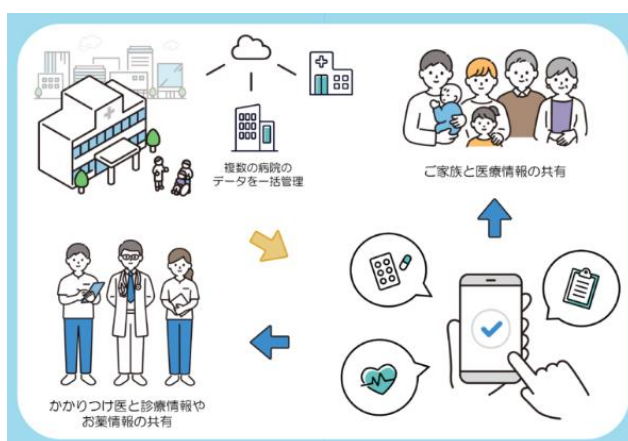 複数の病院の
データを一括管理
ご家族と医療情報の共有
かかりつけ医と診療情報や
お薬情報の共有